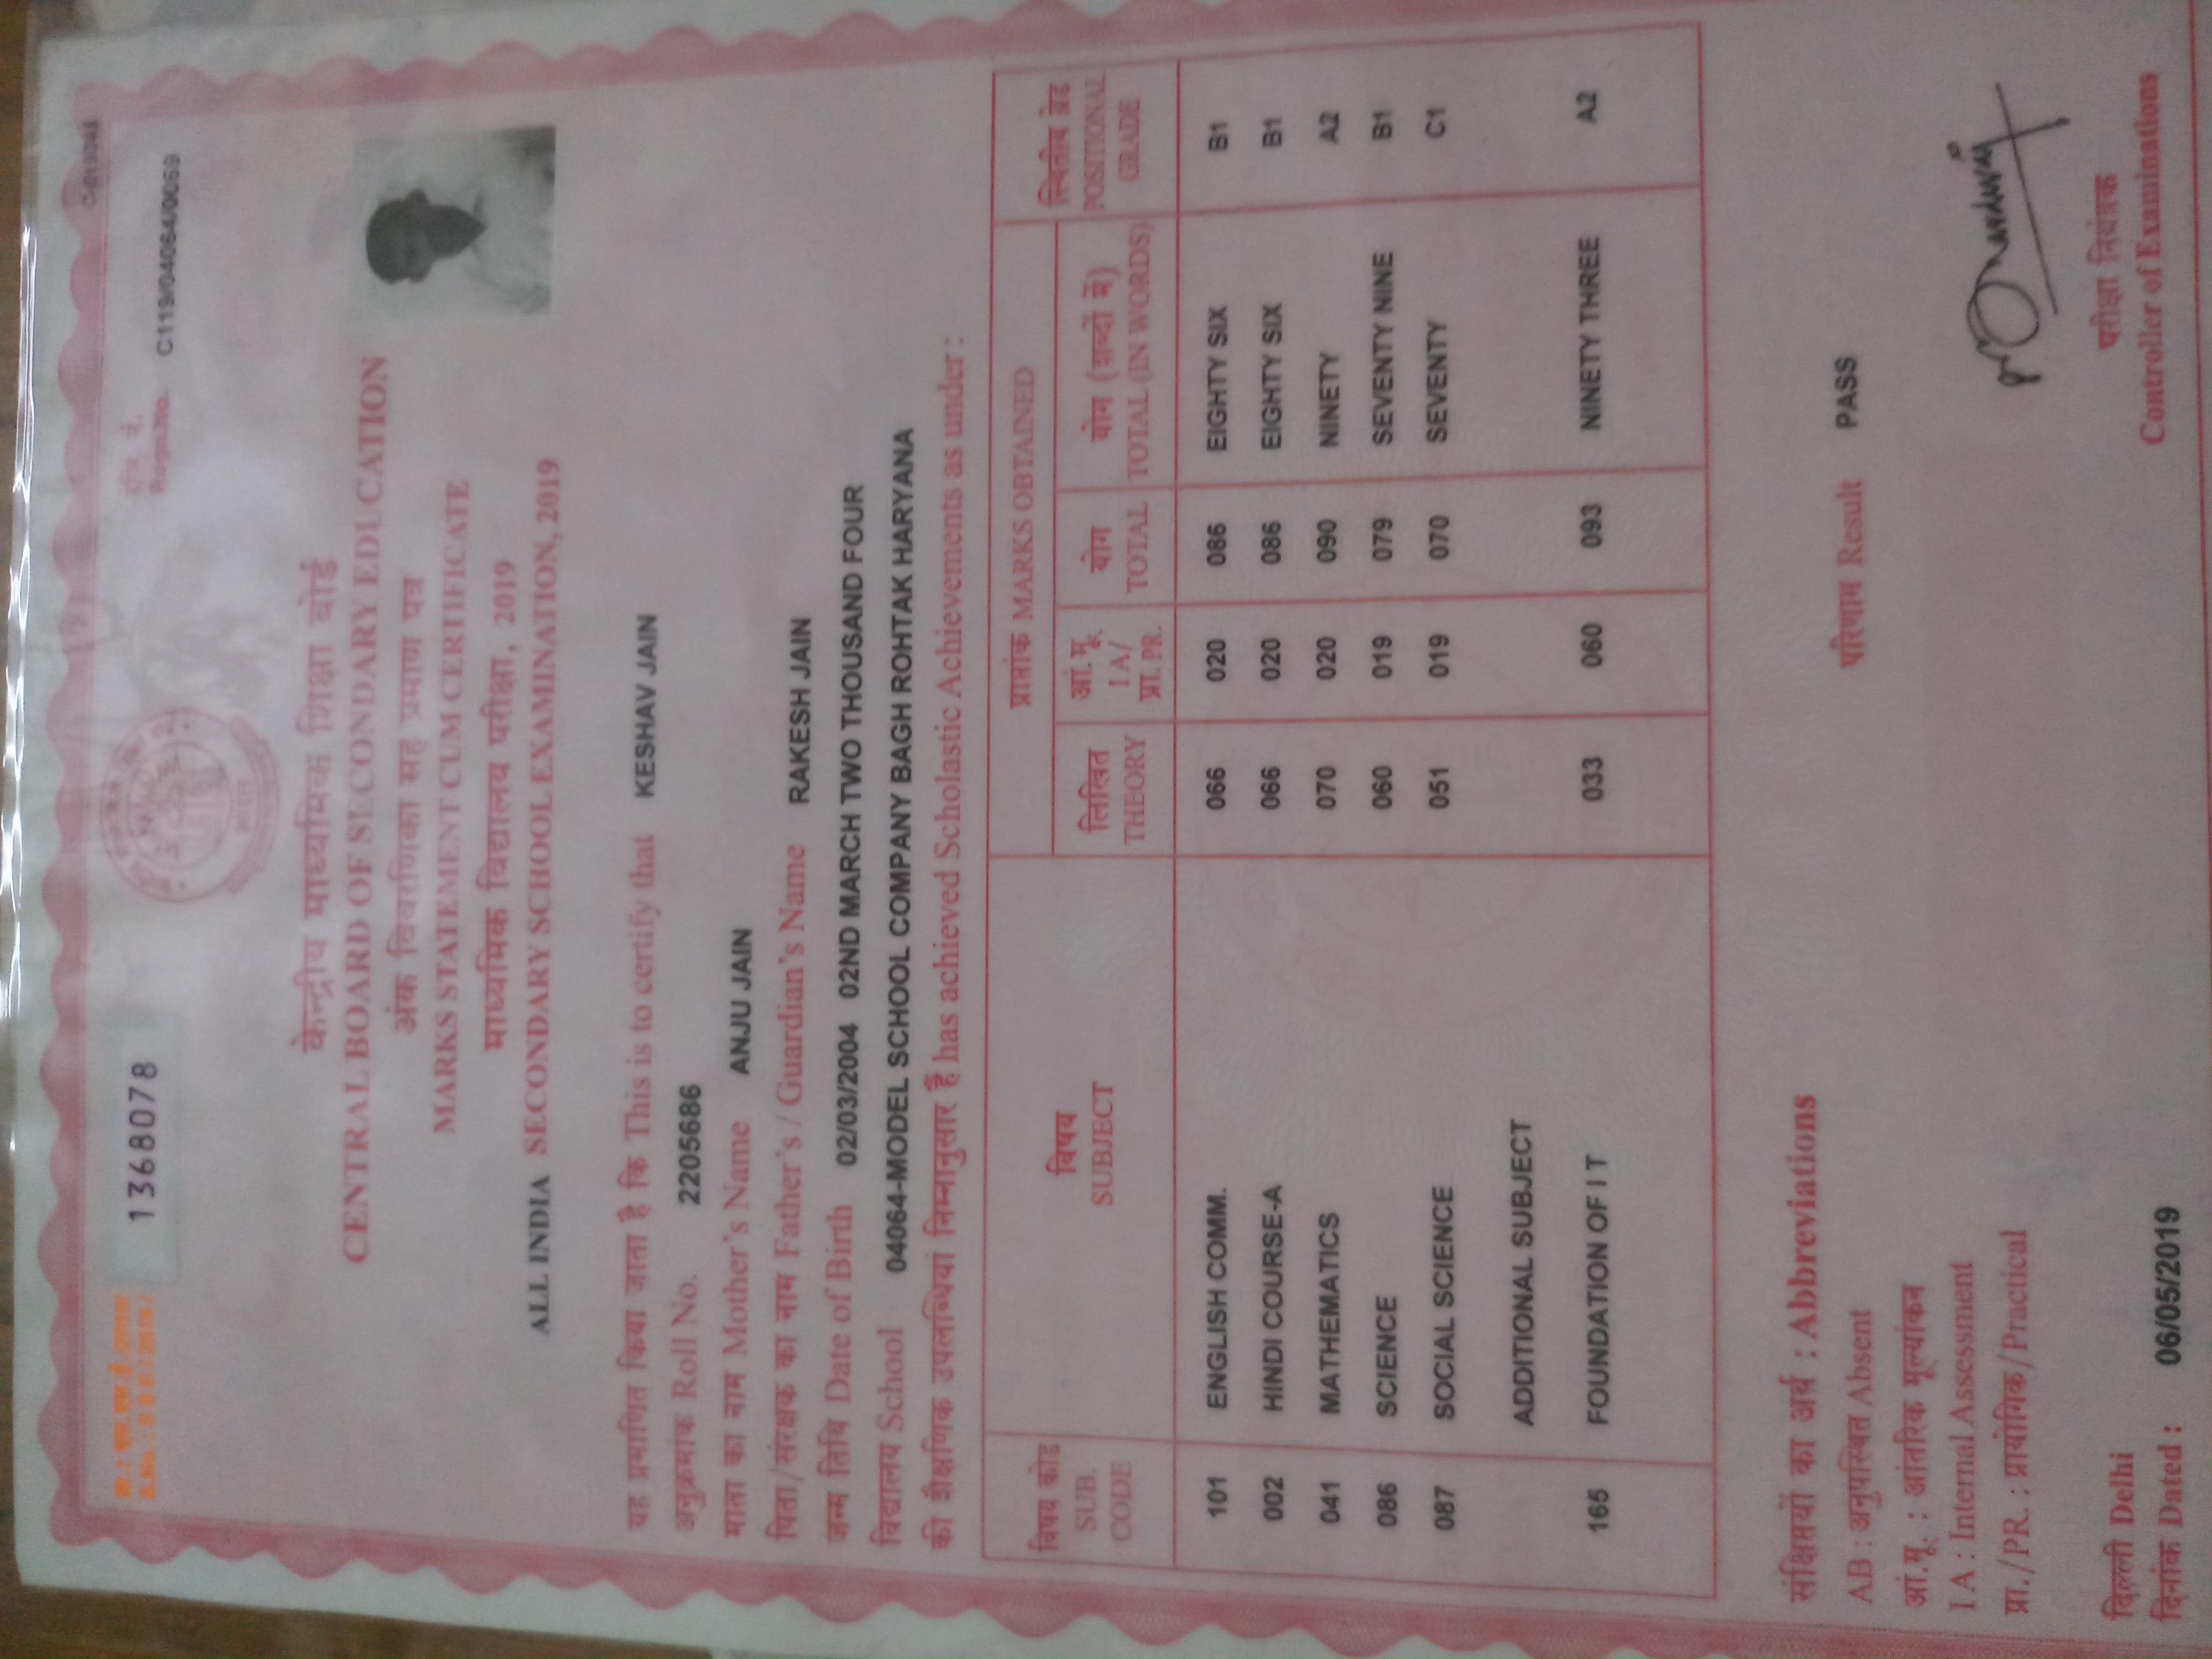 1368078
Regn.No. C119/04064/0069
केन्द्रीय माध्यमिक शिक्षा बोर्ड
CENTRAL BOARD OF SECONDARY EDUCATION
अंक विवरणिका सह प्रमाण पत्र
MARKS STATEMENT CUM CERTIFICATE
माध्यमिक विद्यालय परीक्षा, 2019
ALL INDIA SECONDARY SCHOOL EXAMINATION, 2019
यह प्रमाणित किया जाता है कि This is to certify that KESHAV JAIN
अनुक्रमांक Roll No. 2205686
माता का नाम Mother's Name ANJU JAIN
पिता/संरक्षक का नाम Father's / Guardian's Name RAKESH JAIN
जन्म तिथि Date of Birth 02/03/2004 02ND MARCH TWO THOUSAND FOUR
विद्यालय School 04064-MODEL SCHOOL COMPANY BAGH ROHTAK HARYANA
की शैक्षणिक उपलब्धियां निम्नानुसार हैं has achieved Scholastic Achievements as under :
विषय कोड SUB. CODE विषय SUBJECT प्राप्तांक MARKS OBTAINED स्थितीय ग्रेड POSITIONAL GRADE
लिखित THEORY आं.मू. I A/ प्रा. PR. योग TOTAL योग (शब्दों में) TOTAL (IN WORDS)
101 ENGLISH COMM. 066 020 086 EIGHTY SIX B1
002 HINDI COURSE-A 066 020 086 EIGHTY SIX B1
041 MATHEMATICS 070 020 090 NINETY A2
086 SCIENCE 060 019 079 SEVENTY NINE B1
087 SOCIAL SCIENCE 051 019 070 SEVENTY C1
ADDITIONAL SUBJECT
165 FOUNDATION OF I T 033 060 093 NINETY THREE A2
संक्षिप्तयों का अर्थ : Abbreviations
परिणाम Result PASS
AB : अनुपस्थित Absent
आं.मू. : आंतरिक मूल्यांकन
I A : Internal Assessment
प्रा./PR. : प्रायोगिक/Practical
दिल्ली Delhi
दिनांक Dated : 06/05/2019
परीक्षा नियंत्रक
Controller of Examinations